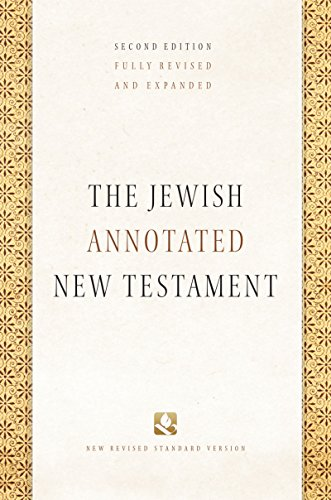 SECOND EDITION
FULLY REVISED
AND EXPANDED
THE JEWISH
ANNOTATED
NEW TESTAMENT
NEW REVISED STANDARD VERSION